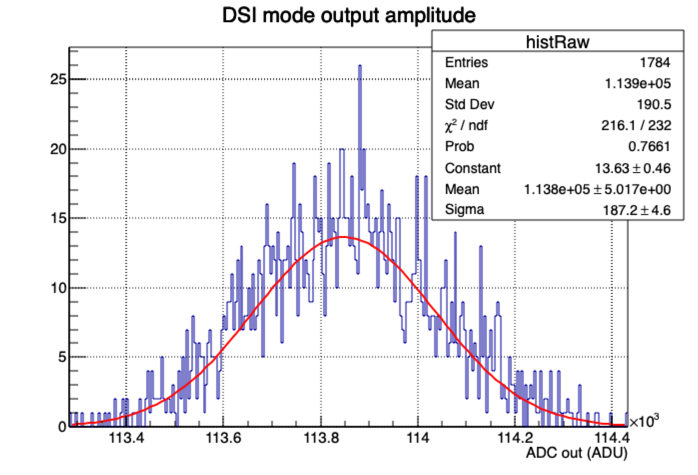 DSI mode output amplitude
histRaw
Entries 1784
Mean 1.139e+05
Std Dev 190.5
χ² / ndf 216.1 / 232
Prob 0.7661
Constant 13.63 ± 0.46
Mean 1.138e+05 ± 5.017e+00
Sigma 187.2 ± 4.6
25
20
15
10
5
0
113.4 113.6 113.8 114 114.2 114.4
×10³
ADC out (ADU)